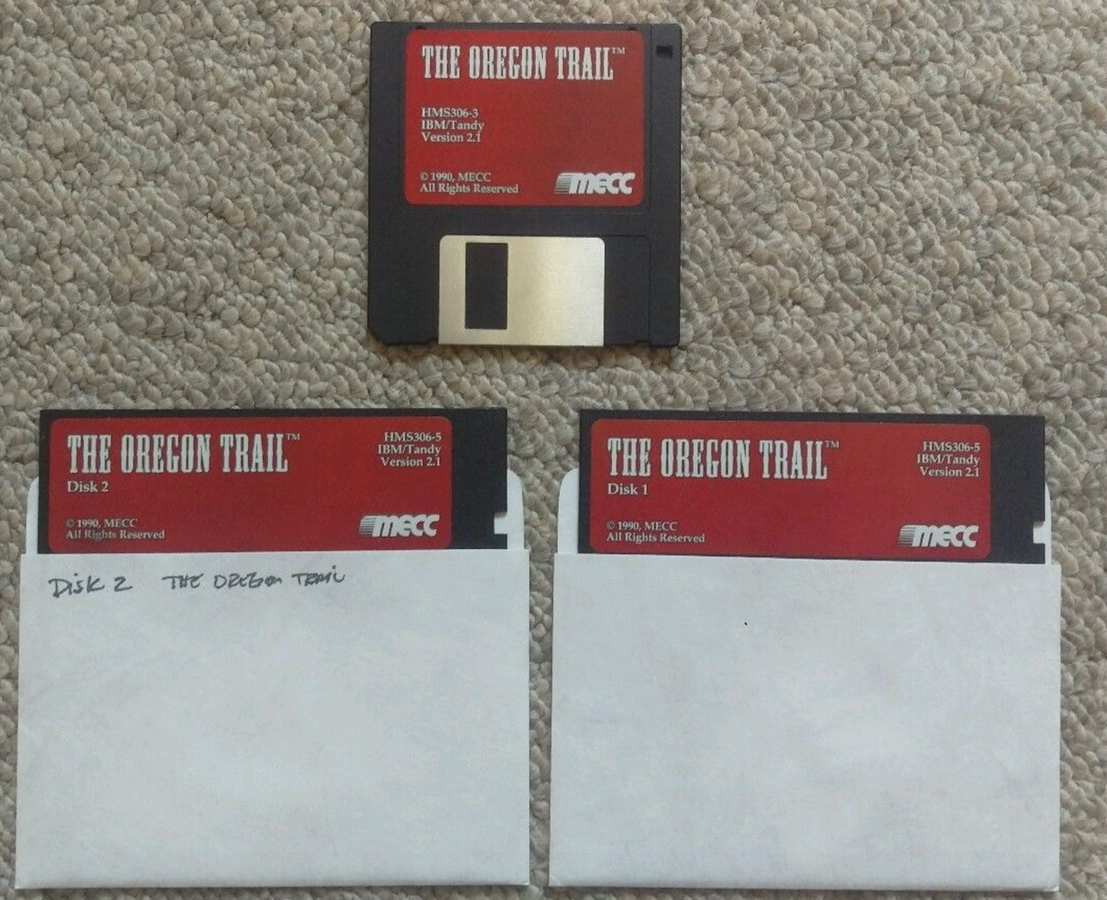 THE OREGON TRAIL™
HMS306-3
IBM/Tandy
Version 2.1
© 1990, MECC
All Rights Reserved
mecc
THE OREGON TRAIL™
Disk 2
HMS306-5
IBM/Tandy
Version 2.1
© 1990, MECC
All Rights Reserved
mecc
Disk 2 THE OREGON TRAIL
THE OREGON TRAIL™
Disk 1
HMS306-5
IBM/Tandy
Version 2.1
© 1990, MECC
All Rights Reserved
mecc